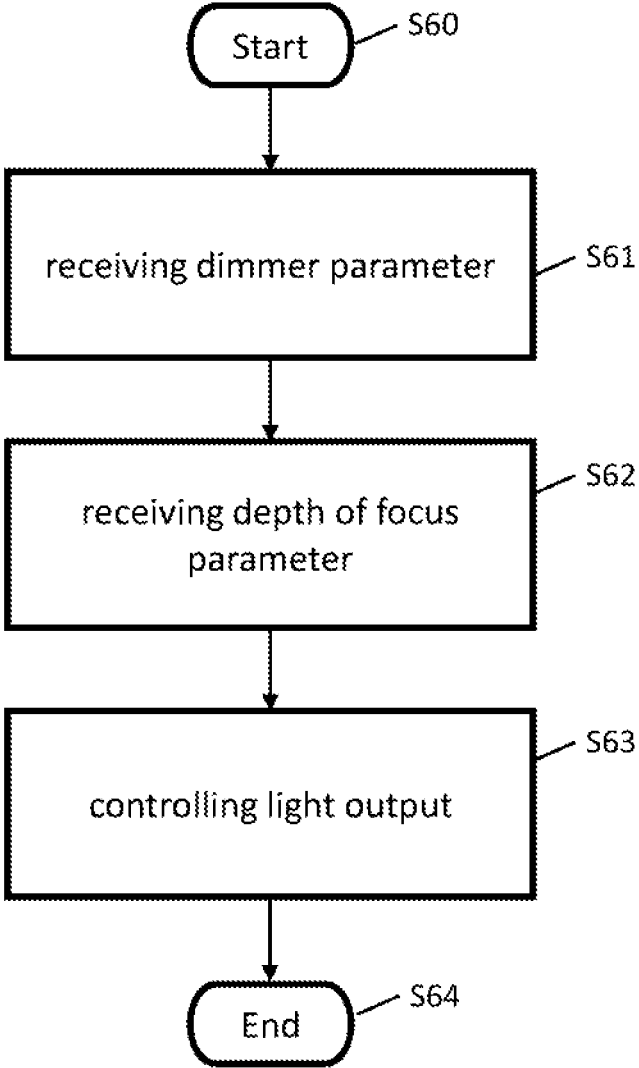 Start
S60
receiving dimmer parameter
S61
receiving depth of focus
parameter
S62
controlling light output
S63
End
S64